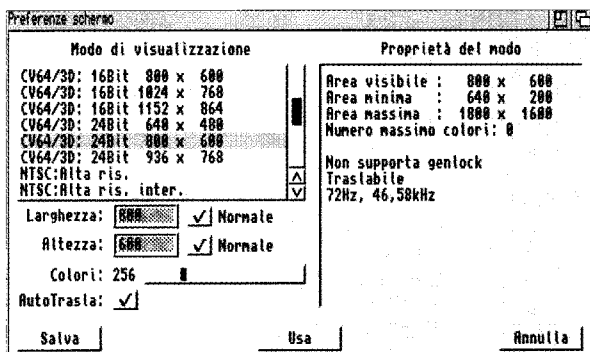 Preferenze schermo
Modo di visualizzazione
CV64/3D: 16Bit 800 x 600
CV64/3D: 16Bit 1024 x 768
CV64/3D: 16Bit 1152 x 864
CV64/3D: 24Bit 640 x 480
CV64/3D: 24Bit 800 x 600
CV64/3D: 24Bit 936 x 768
NTSC:Alta ris.
NTSC:Alta ris. inter.
Larghezza: 800 Normale
Altezza: 600 Normale
Colori: 256
AutoTrasla:
Proprietà del modo
Area visibile : 800 x 600
Area minima : 640 x 200
Area massima : 1800 x 1600
Numero massimo colori: 0
Non supporta genlock
Traslabile
72Hz, 46,58kHz
Salva
Usa
Annulla